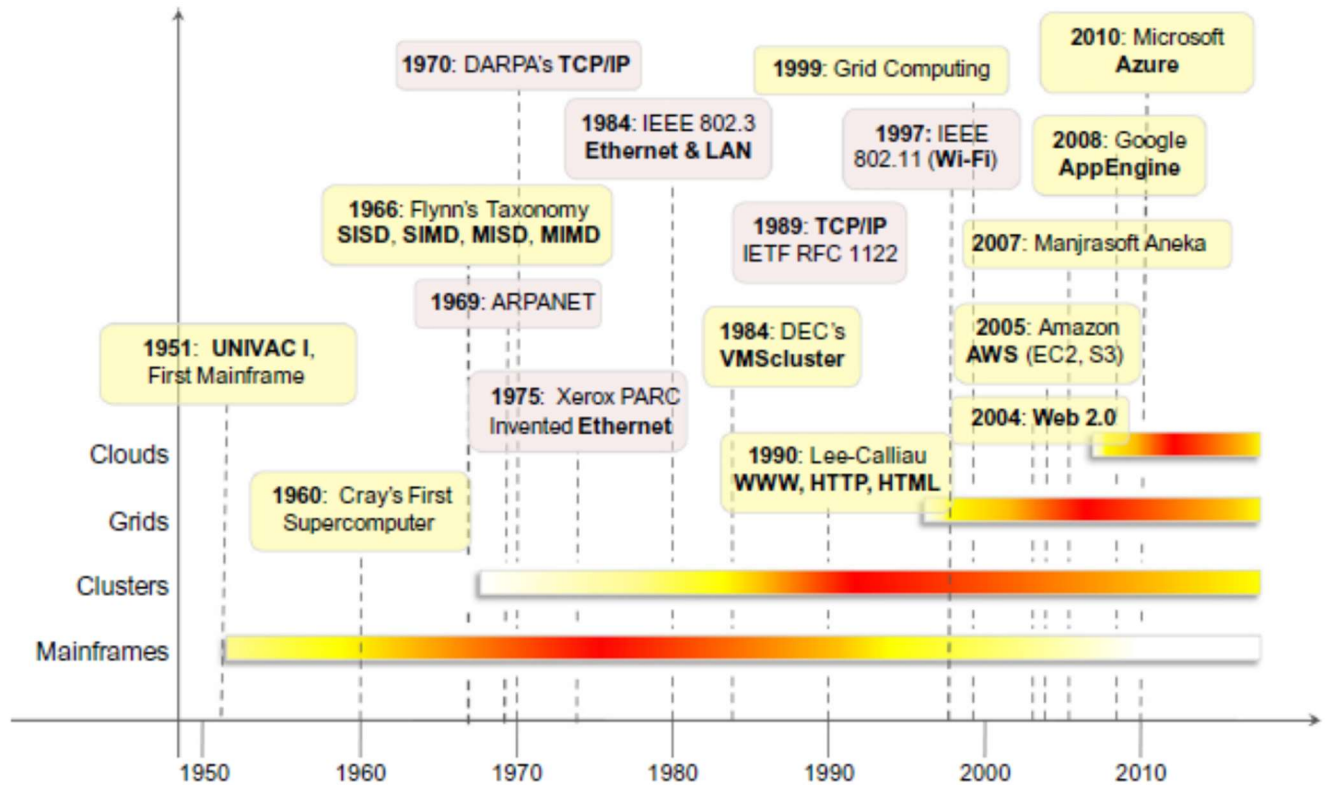 1970: DARPA's TCP/IP
1999: Grid Computing
2010: Microsoft
Azure
1984: IEEE 802.3
Ethernet & LAN
1997: IEEE
802.11 (Wi-Fi)
2008: Google
AppEngine
1966: Flynn's Taxonomy
SISD, SIMD, MISD, MIMD
1989: TCP/IP
IETF RFC 1122
2007: Manjrasoft Aneka
1969: ARPANET
1951: UNIVAC I,
First Mainframe
1984: DEC's
VMScluster
2005: Amazon
AWS (EC2, S3)
1975: Xerox PARC
Invented Ethernet
2004: Web 2.0
Clouds
1990: Lee-Calliau
WWW, HTTP, HTML
1960: Cray's First
Supercomputer
Grids
Clusters
Mainframes
1950
1960
1970
1980
1990
2000
2010